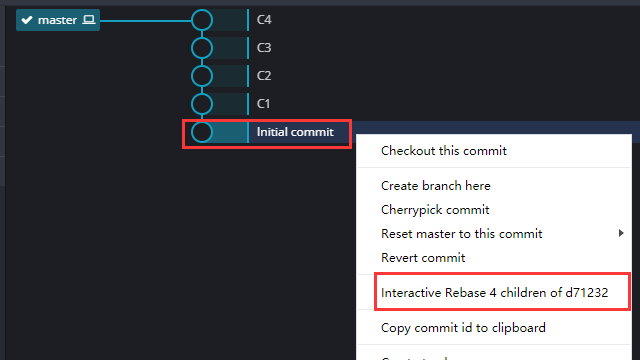 master C4
C3
C2
C1
Initial commit
Checkout this commit
Create branch here
Cherrypick commit
Reset master to this commit
Revert commit
Interactive Rebase 4 children of d71232
Copy commit id to clipboard